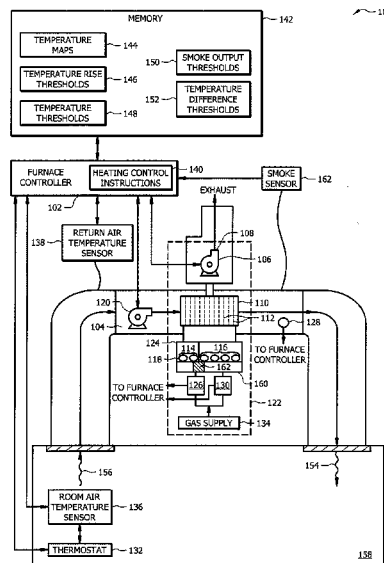 MEMORY
142
TEMPERATURE
MAPS
144
TEMPERATURE RISE
THRESHOLDS
146
TEMPERATURE
THRESHOLDS
148
150
SMOKE OUTPUT
THRESHOLDS
152
TEMPERATURE
DIFFERENCE
THRESHOLDS
FURNACE
CONTROLLER
102
HEATING CONTROL
INSTRUCTIONS
140
SMOKE
SENSOR
162
EXHAUST
138
RETURN AIR
TEMPERATURE
SENSOR
108
106
120
104
110
112
128
TO FURNACE
CONTROLLER
124
114
116
118
162
160
TO FURNACE
CONTROLLER
126
130
122
GAS SUPPLY
134
156
154
ROOM AIR
TEMPERATURE
SENSOR
136
THERMOSTAT
132
158